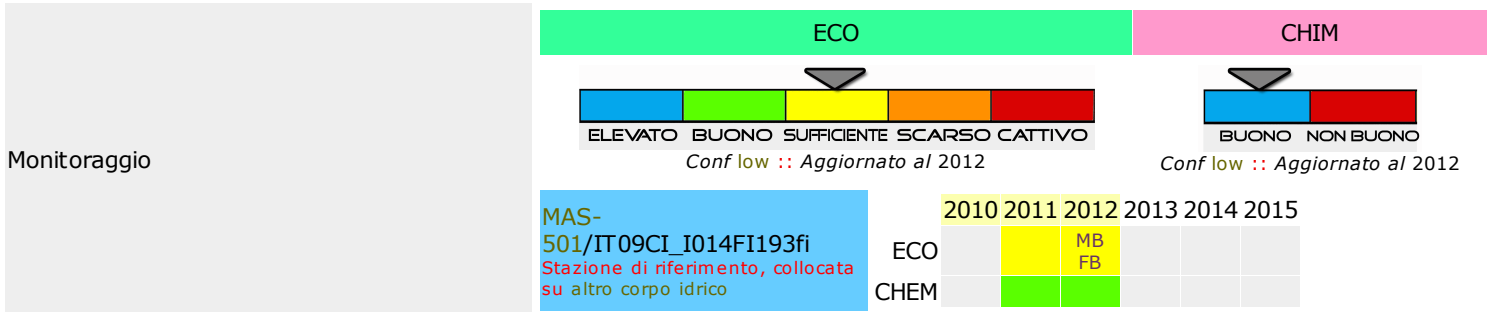 ECO
CHIM
ELEVATO BUONO SUFFICIENTE SCARSO CATTIVO
BUONO NON BUONO
Conf low :: Aggiornato al 2012
Conf low :: Aggiornato al 2012
Monitoraggio
MAS-
501/IT09CI_I014FI193fi
Stazione di riferimento, collocata
su altro corpo idrico
2010 2011 2012 2013 2014 2015
ECO
MB
FB
CHEM